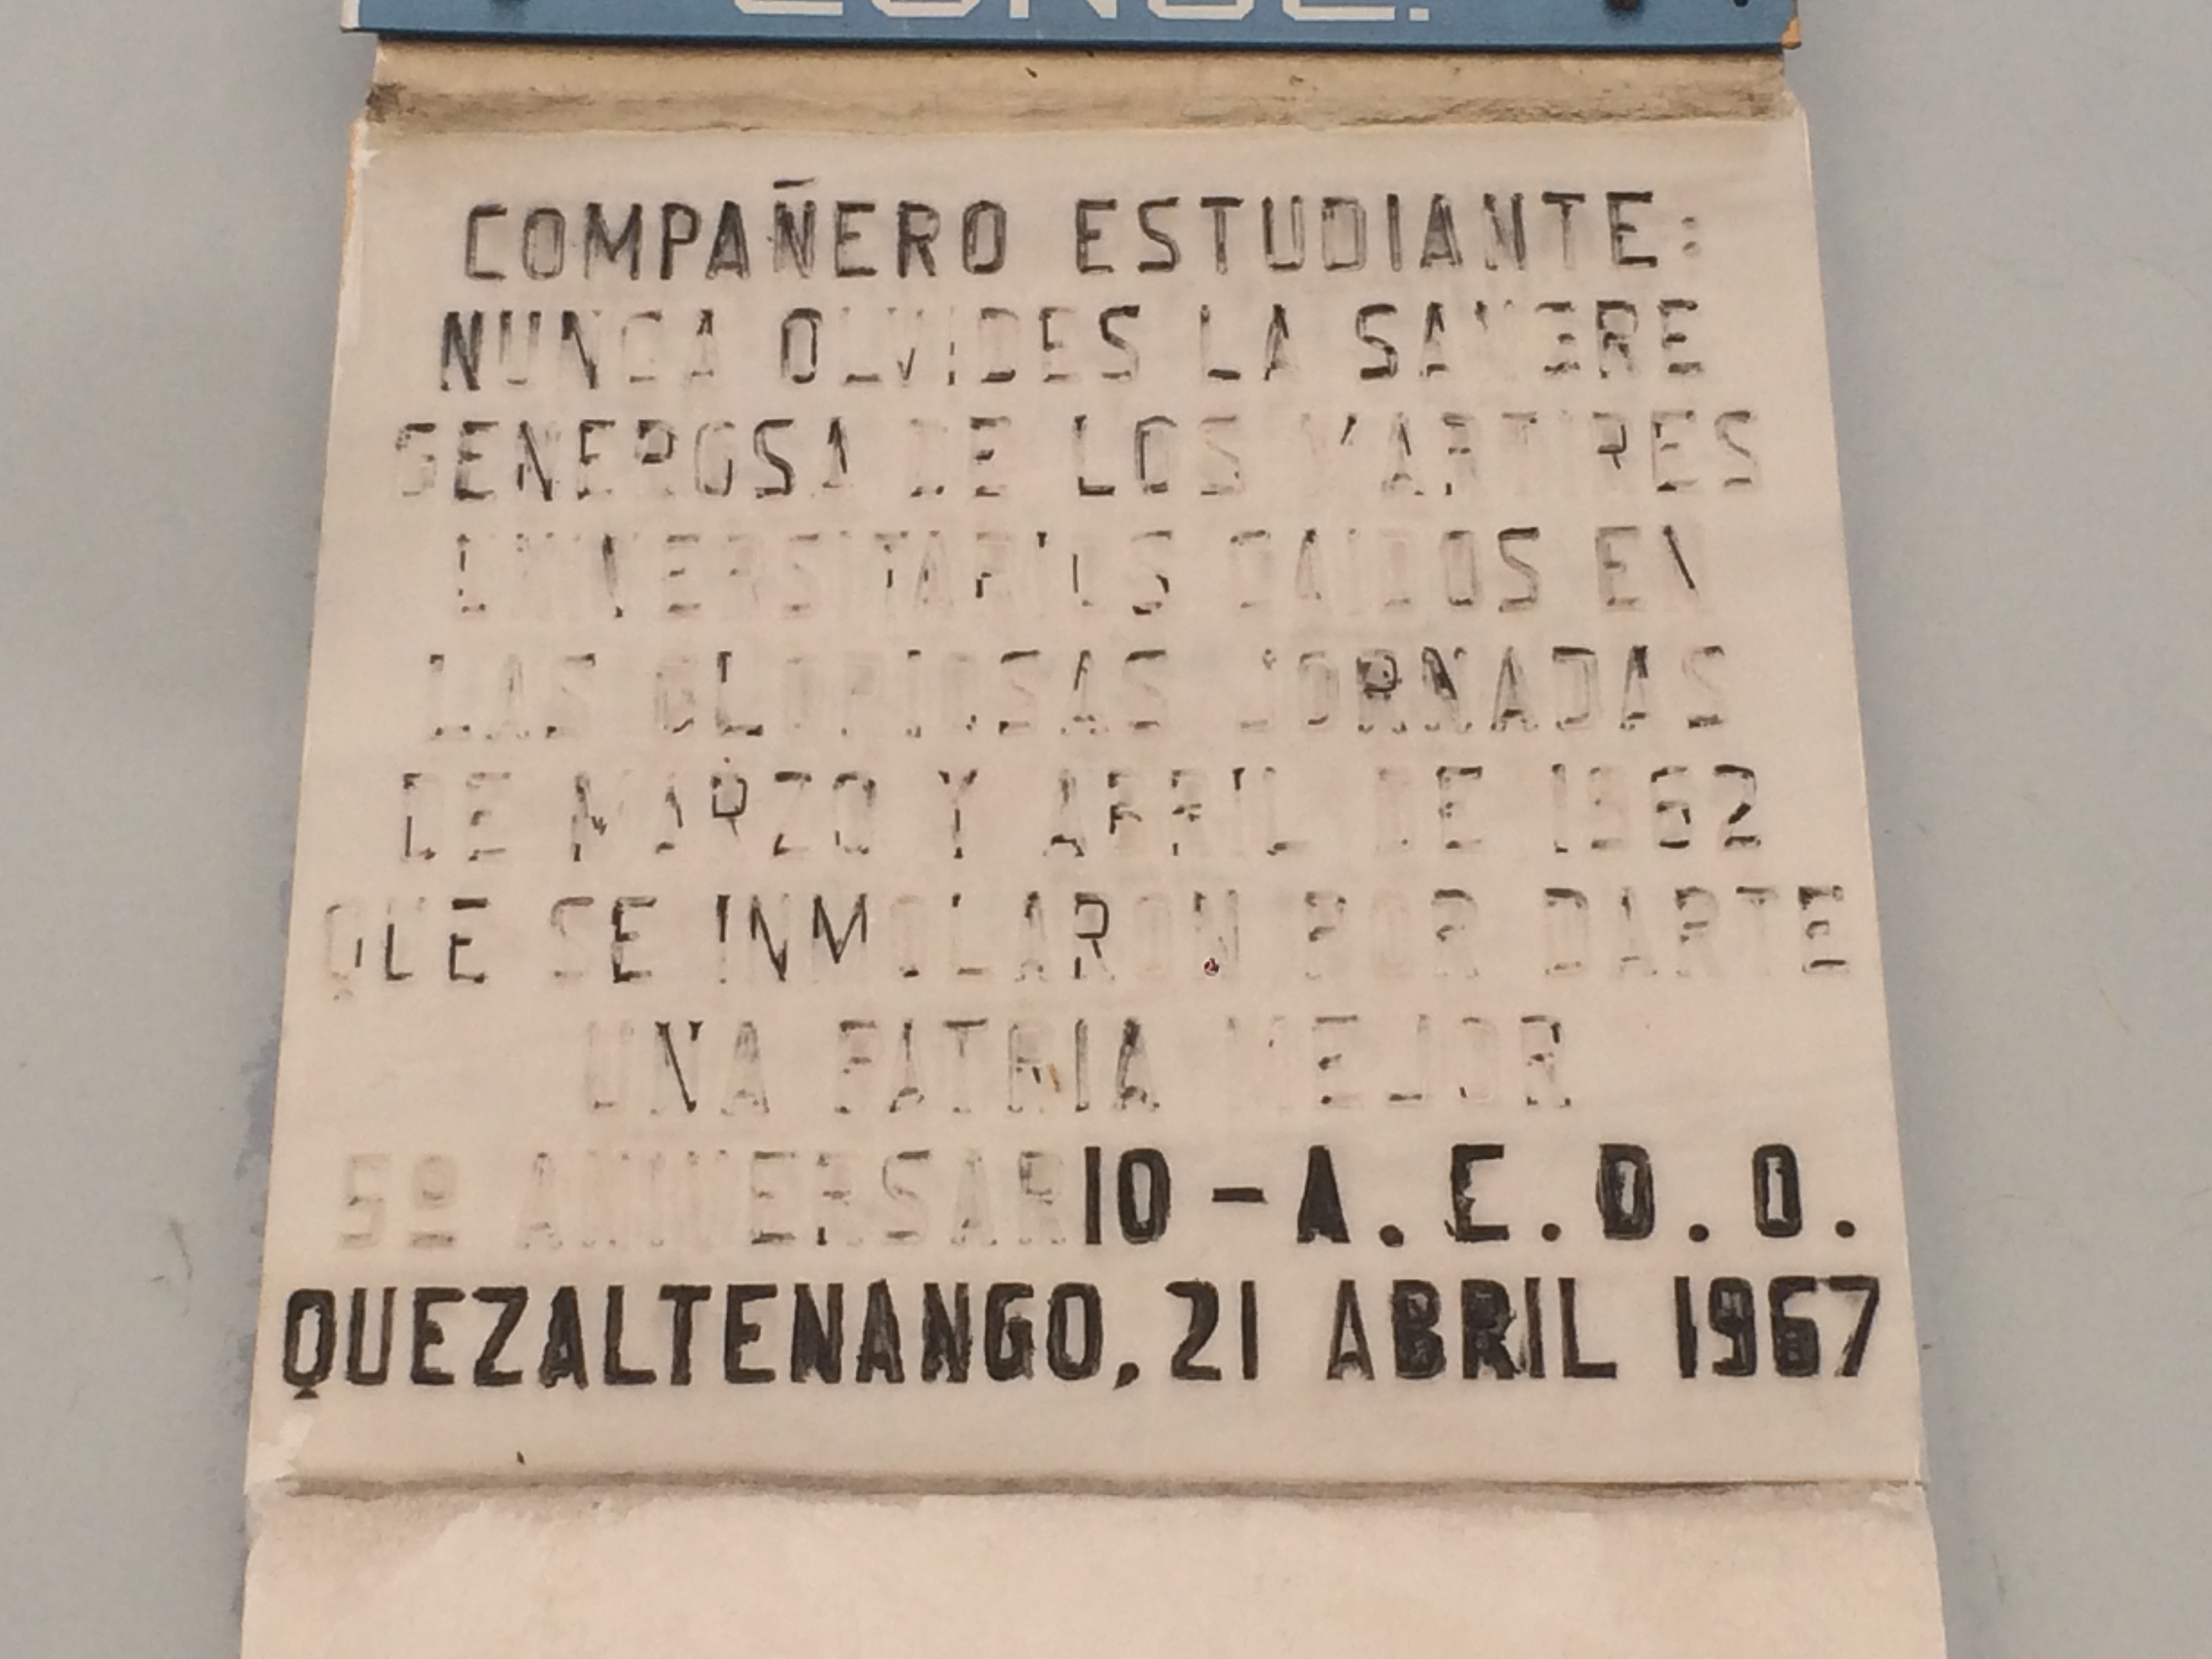 COMPAÑERO ESTUDIANTE:
NUNCA OLVIDES LA SANGRE
GENEROSA DE LOS MARTIRES
UNIVERSITARIOS CAIDOS EN
LAS GLORIOSAS JORNADAS
DE MARZO Y ABRIL DE 1962
QUE SE INMOLARON POR DARTE
UNA PATRIA MEJOR
5º ANIVERSARIO - A.E.D.O.
QUEZALTENANGO, 21 ABRIL 1967